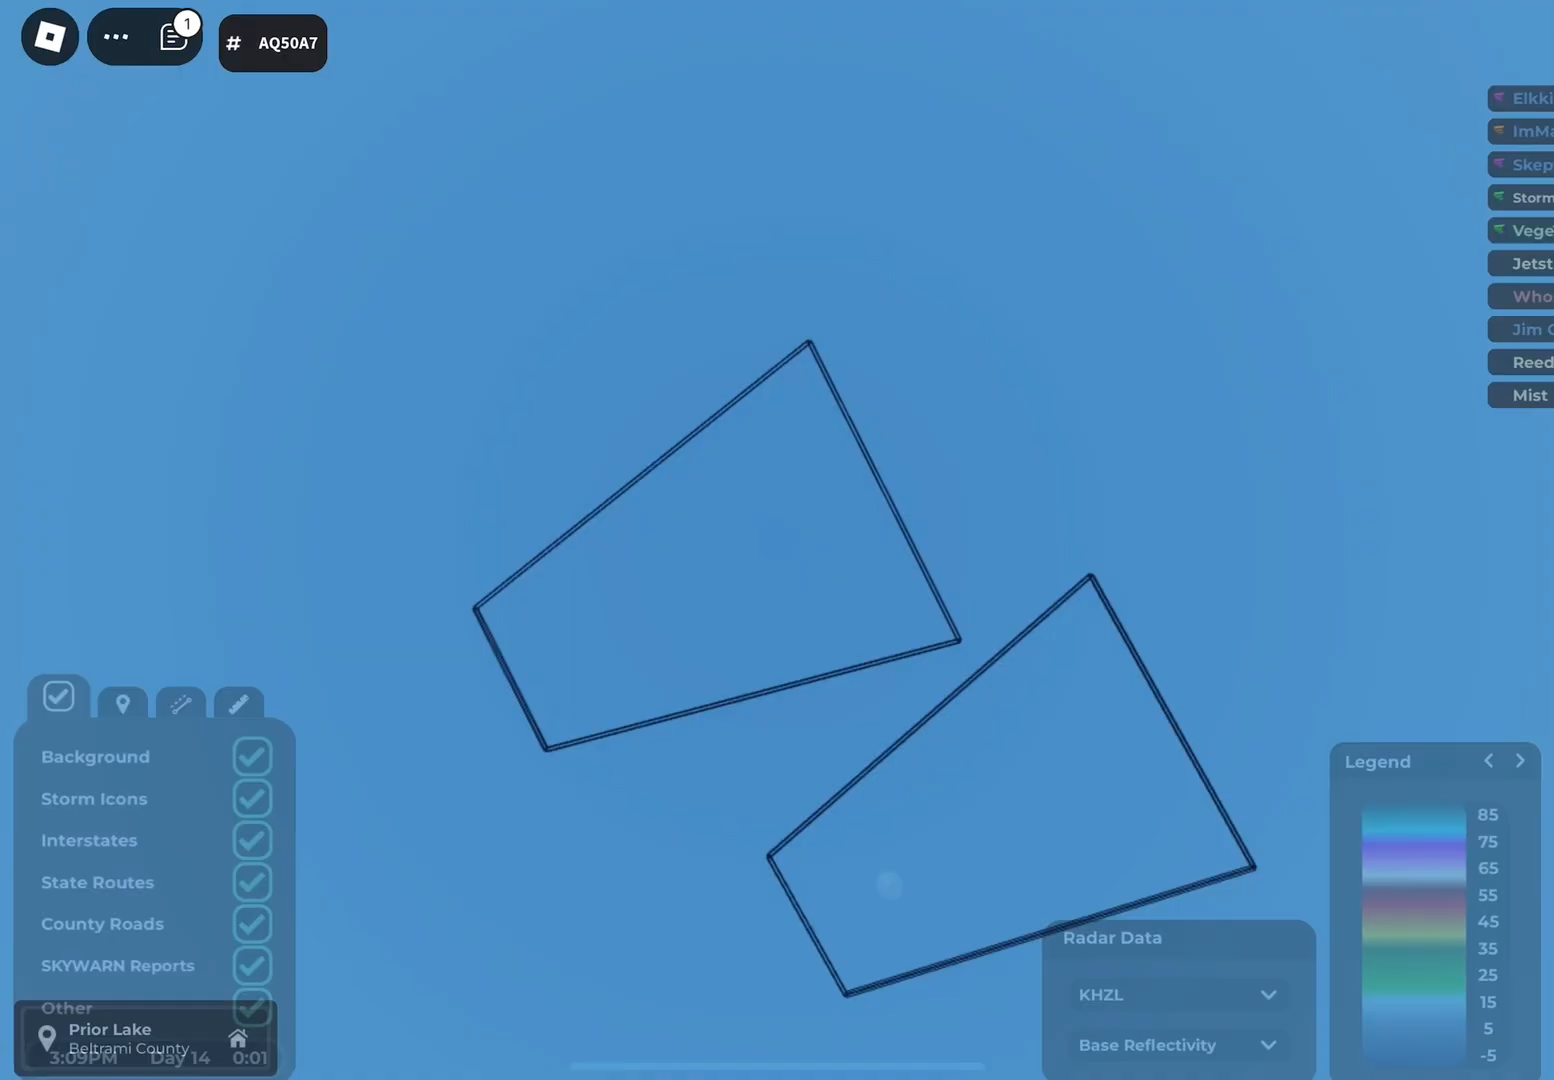 1
# AQ50A7
Elkki
ImMa
Skep
Storm
Vege
Jetst
Who
Jim
Reed
Mist
Background
Storm Icons
Interstates
State Routes
County Roads
SKYWARN Reports
Other
Prior Lake
Beltrami County
3:09PM Day 14 0:01
Radar Data
KHZL
Base Reflectivity
Legend
85
75
65
55
45
35
25
15
5
-5